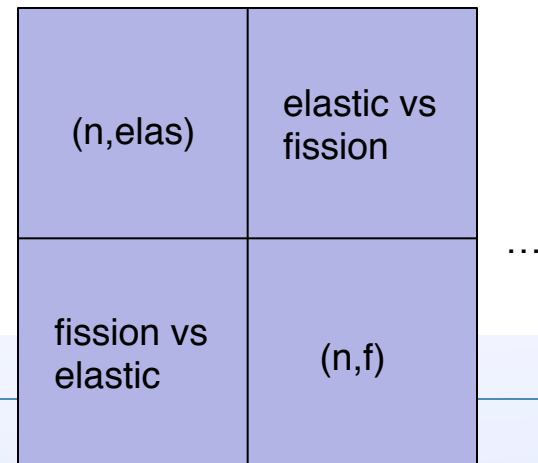 (n,elas)
elastic vs
fission
…
fission vs
elastic
(n,f)